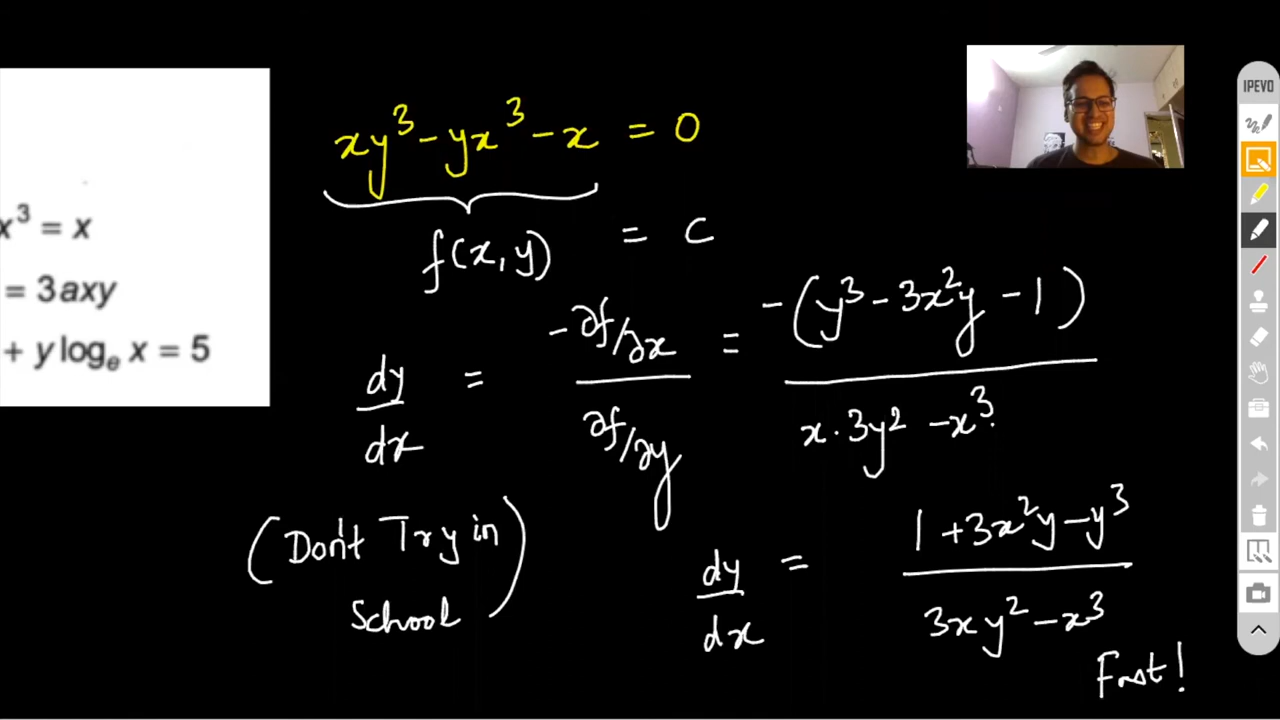 IPEVO
xy³ - yx³ - x = 0
x³ = x
f(x,y) = c
= 3axy
+ y logₑ x = 5
dy/dx = -∂f/∂x / ∂f/∂y = -(y³ - 3x²y - 1) / x·3y² - x³
(Don't Try in
School)
dy/dx = 1 + 3x²y - y³ / 3xy² - x³
Fast!